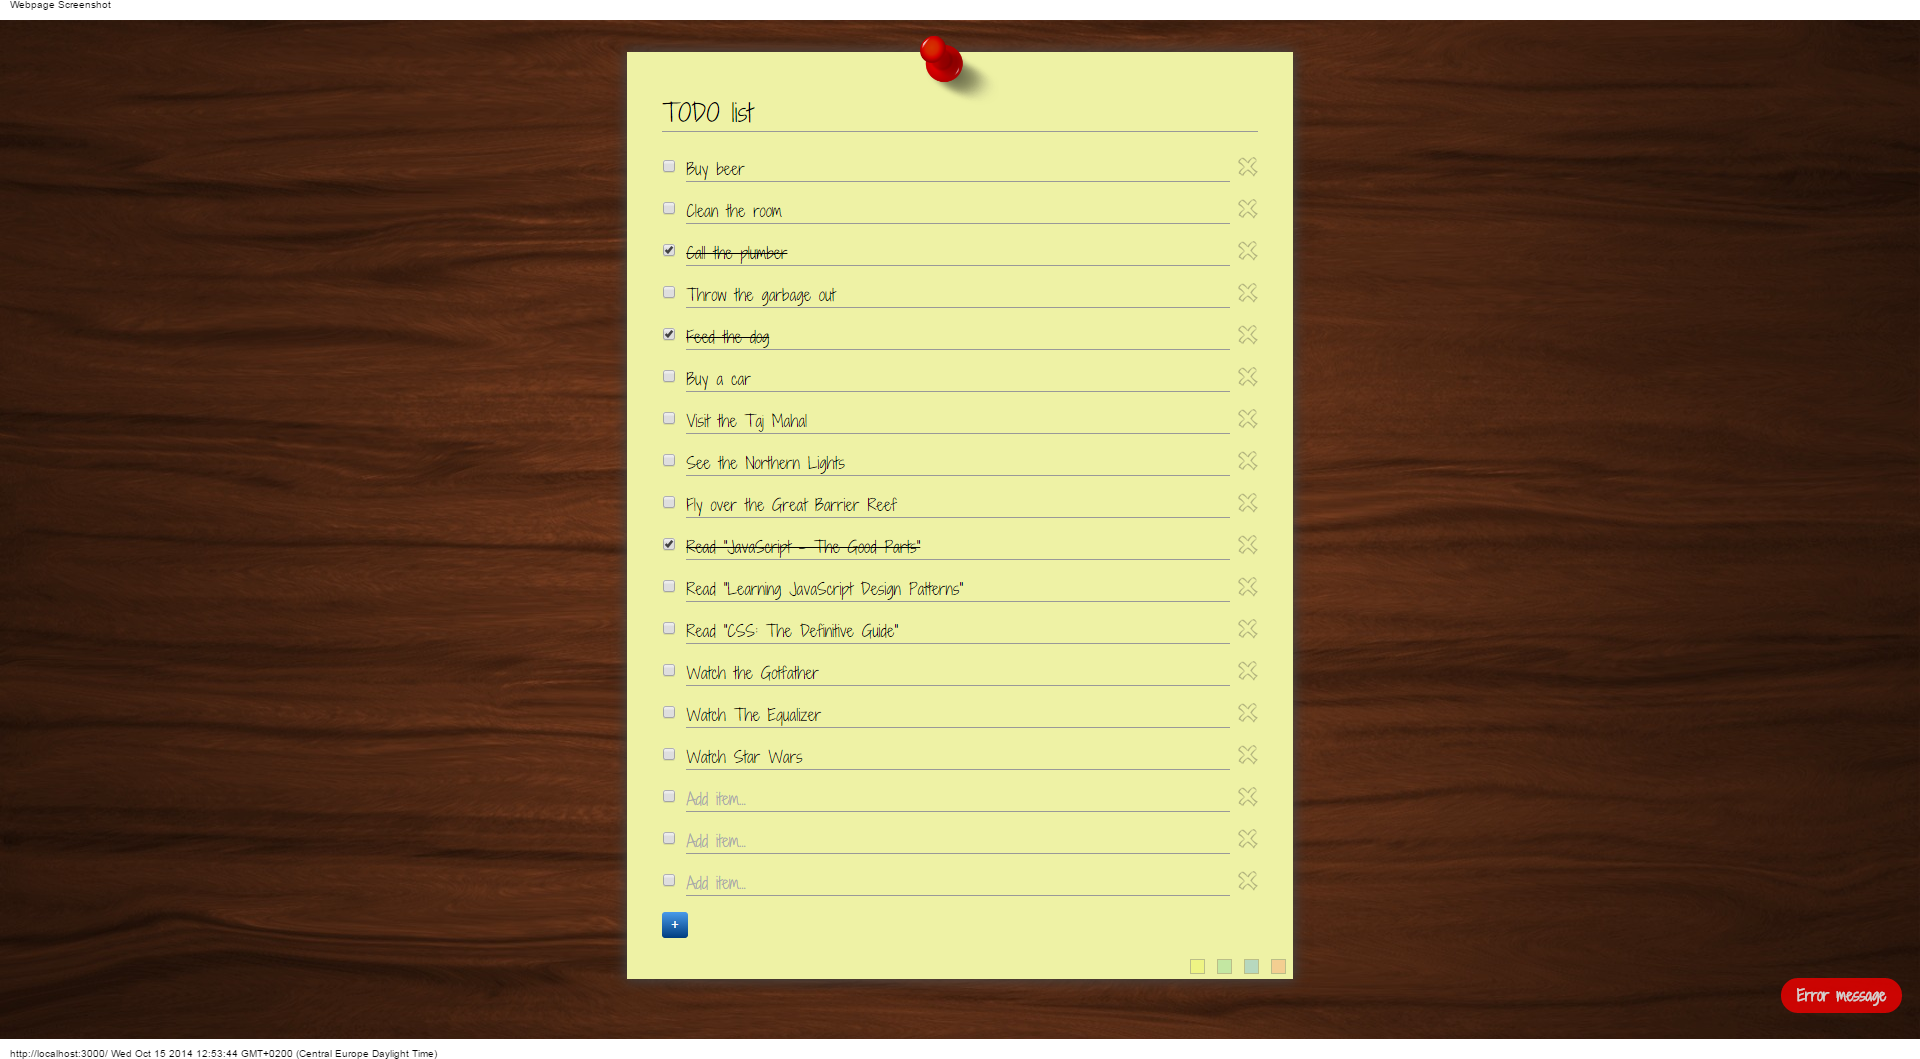 Webpage Screenshot
TODO list
Buy beer
Clean the room
Call the plumber
Throw the garbage out
Feed the dog
Buy a car
Visit the Taj Mahal
See the Northern Lights
Fly over the Great Barrier Reef
Read "JavaScript - The Good Parts"
Read "Learning JavaScript Design Patterns"
Read "CSS: The Definitive Guide"
Watch the Gotfather
Watch The Equalizer
Watch Star Wars
Add item...
Add item...
Add item...
+
Error message
http://localhost:3000/ Wed Oct 15 2014 12:53:44 GMT+0200 (Central Europe Daylight Time)